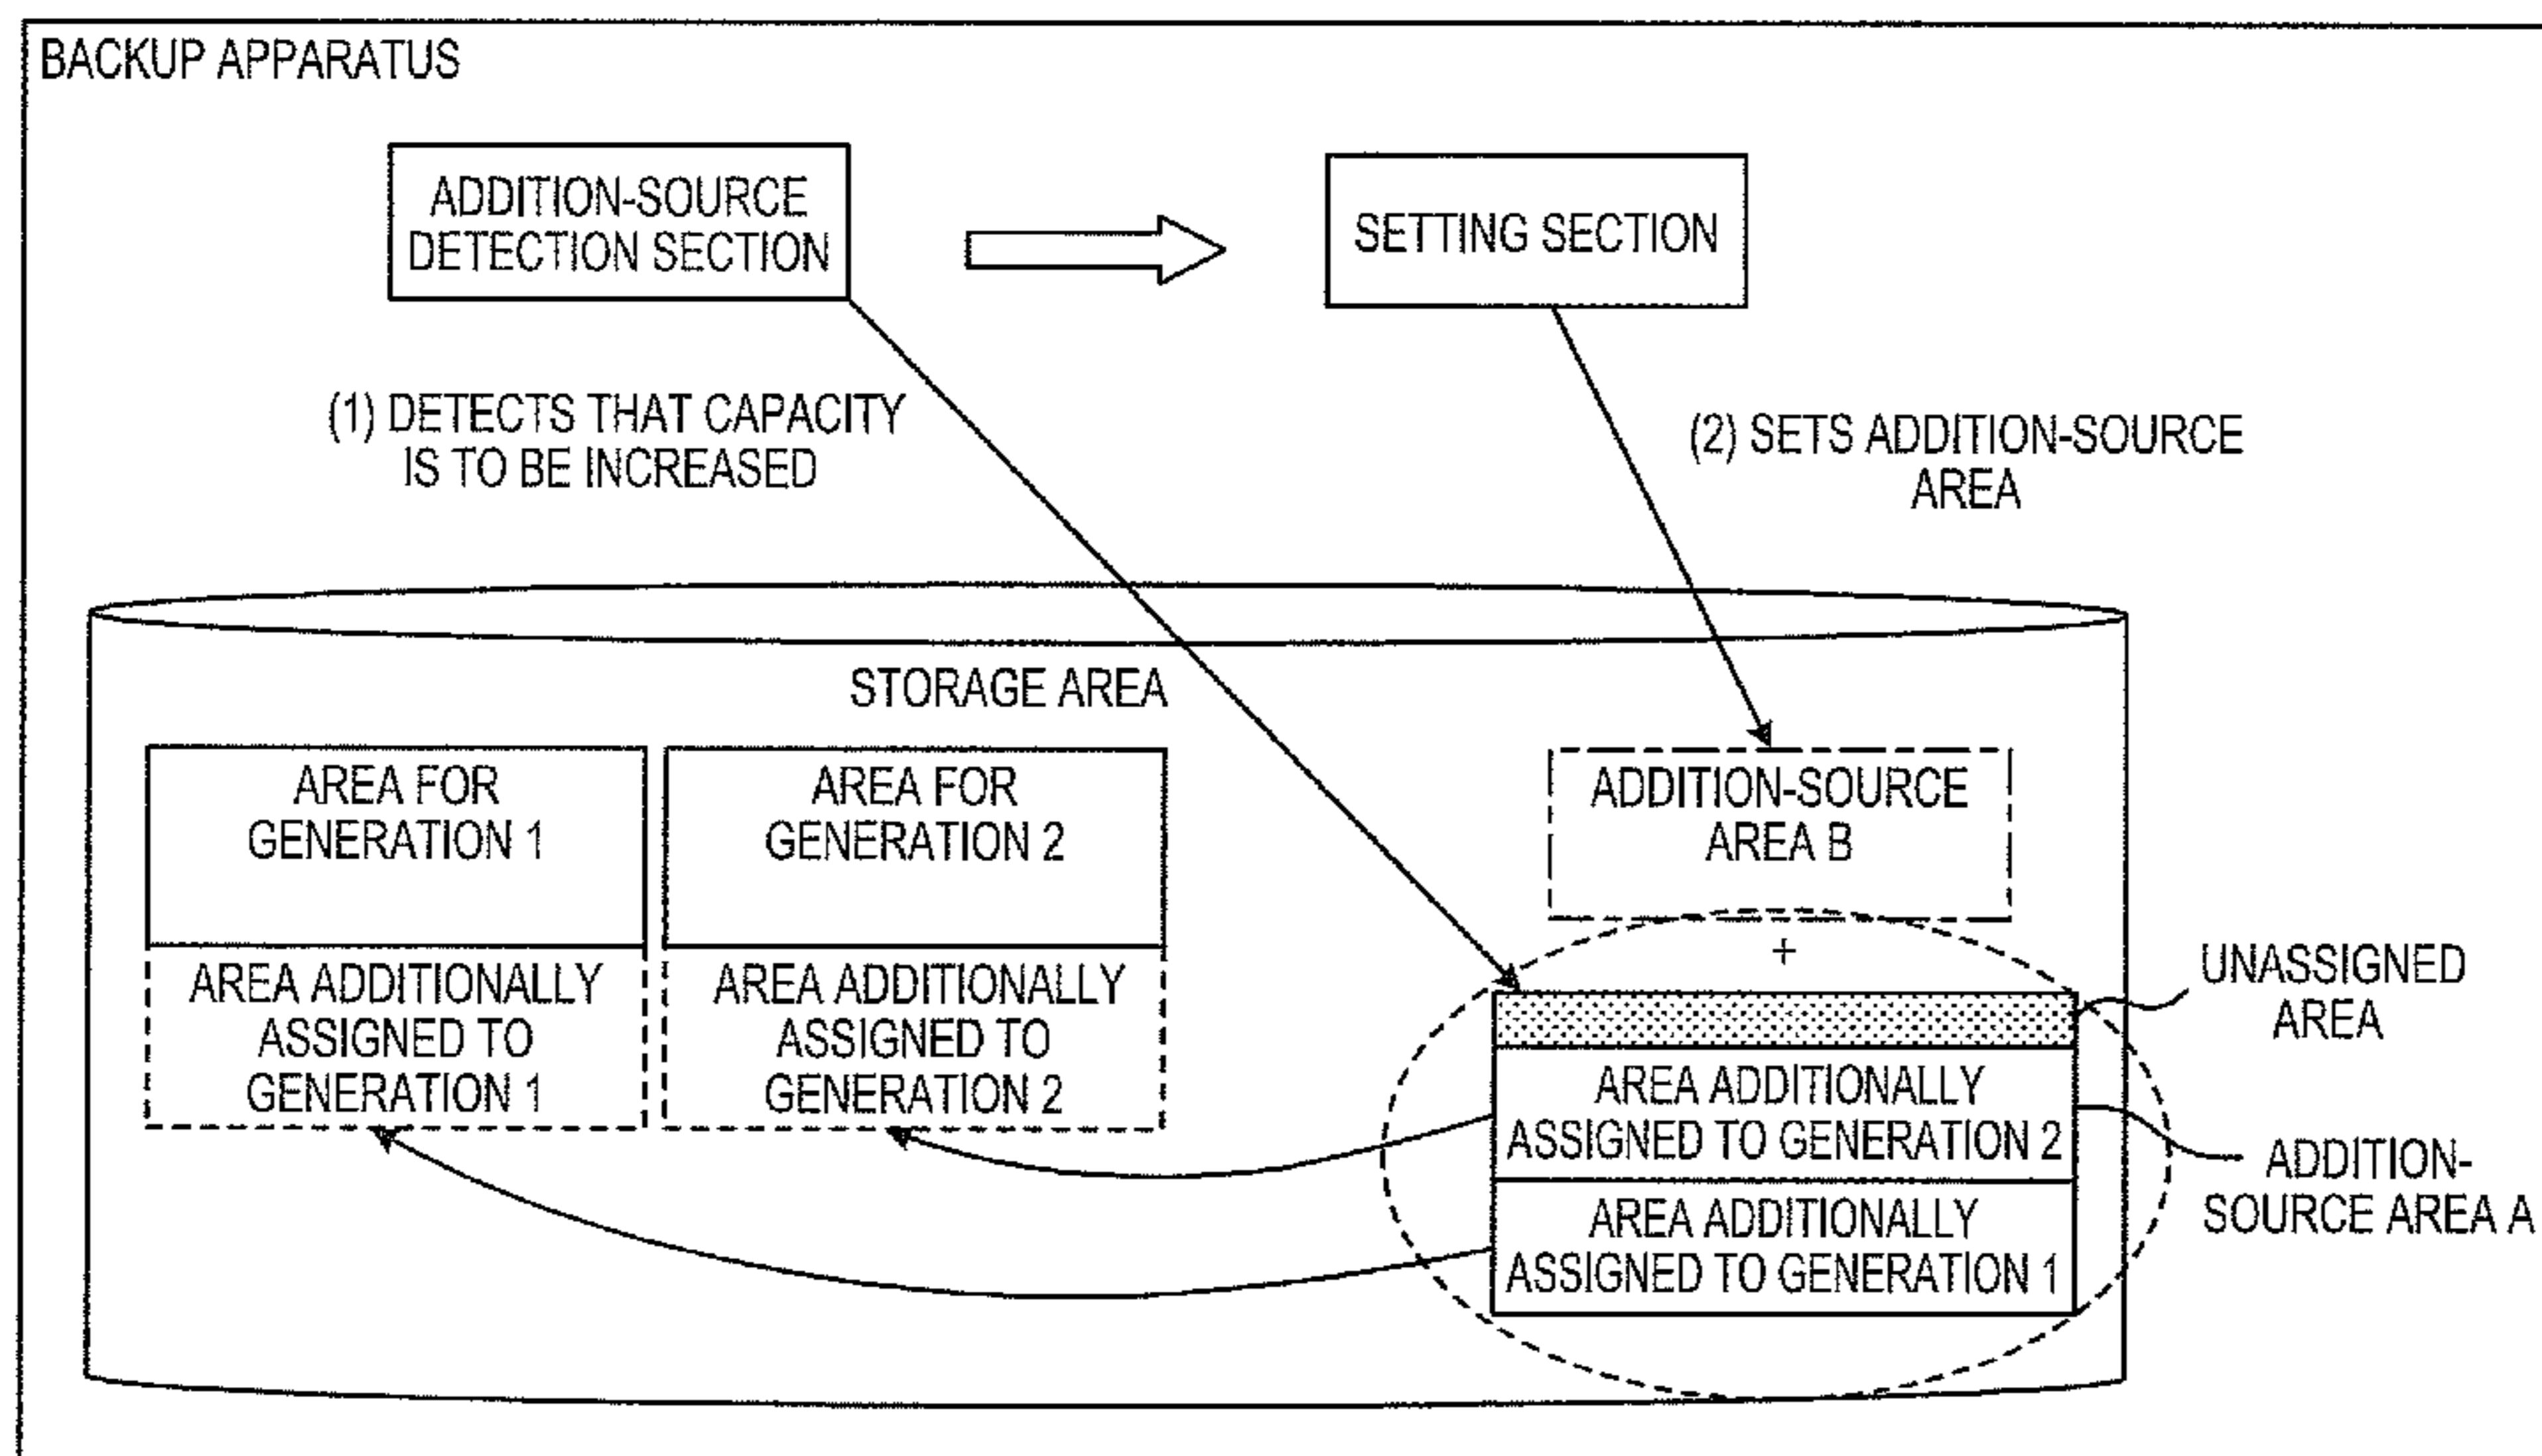 BACKUP APPARATUS
ADDITION-SOURCE
DETECTION SECTION
SETTING SECTION
(1) DETECTS THAT CAPACITY
IS TO BE INCREASED
(2) SETS ADDITION-SOURCE
AREA
STORAGE AREA
AREA FOR
GENERATION 1
AREA FOR
GENERATION 2
ADDITION-SOURCE
AREA B
+
AREA ADDITIONALLY
ASSIGNED TO
GENERATION 1
AREA ADDITIONALLY
ASSIGNED TO
GENERATION 2
UNASSIGNED
AREA
AREA ADDITIONALLY
ASSIGNED TO GENERATION 2
ADDITION-
SOURCE AREA A
AREA ADDITIONALLY
ASSIGNED TO GENERATION 1